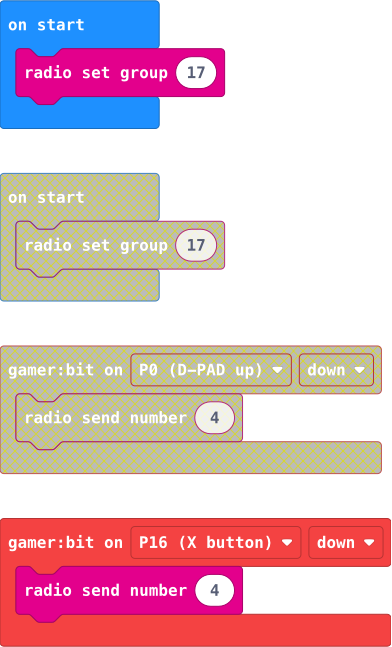 on start
radio set group 17
on start
radio set group 17
gamer:bit on P0 (D-PAD up) down
radio send number 4
gamer:bit on P16 (X button) down
radio send number 4